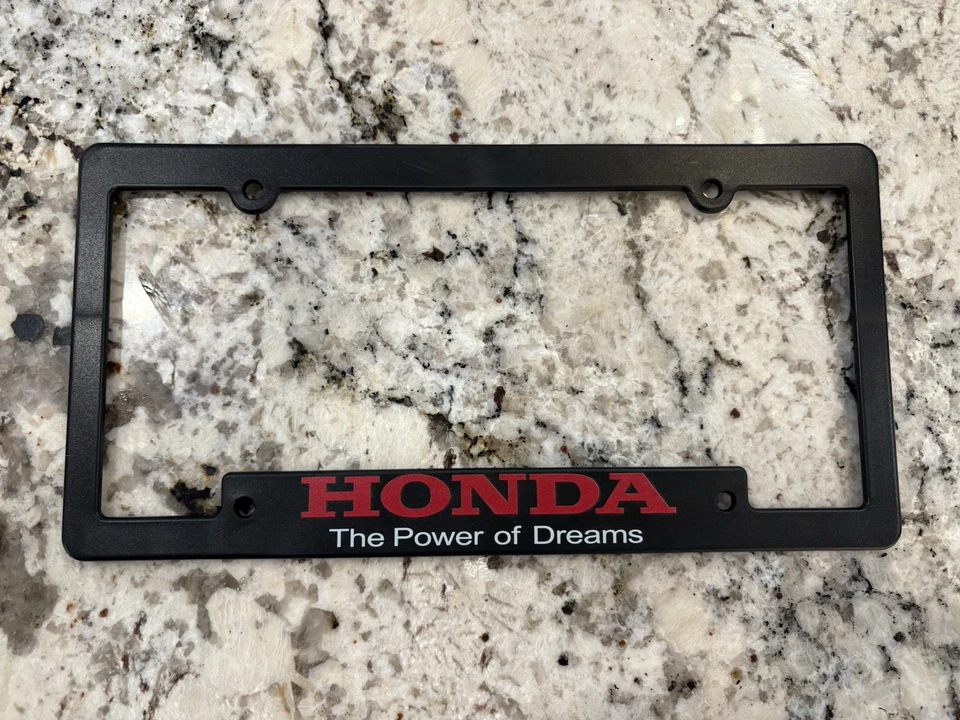 HONDA
The Power of Dreams